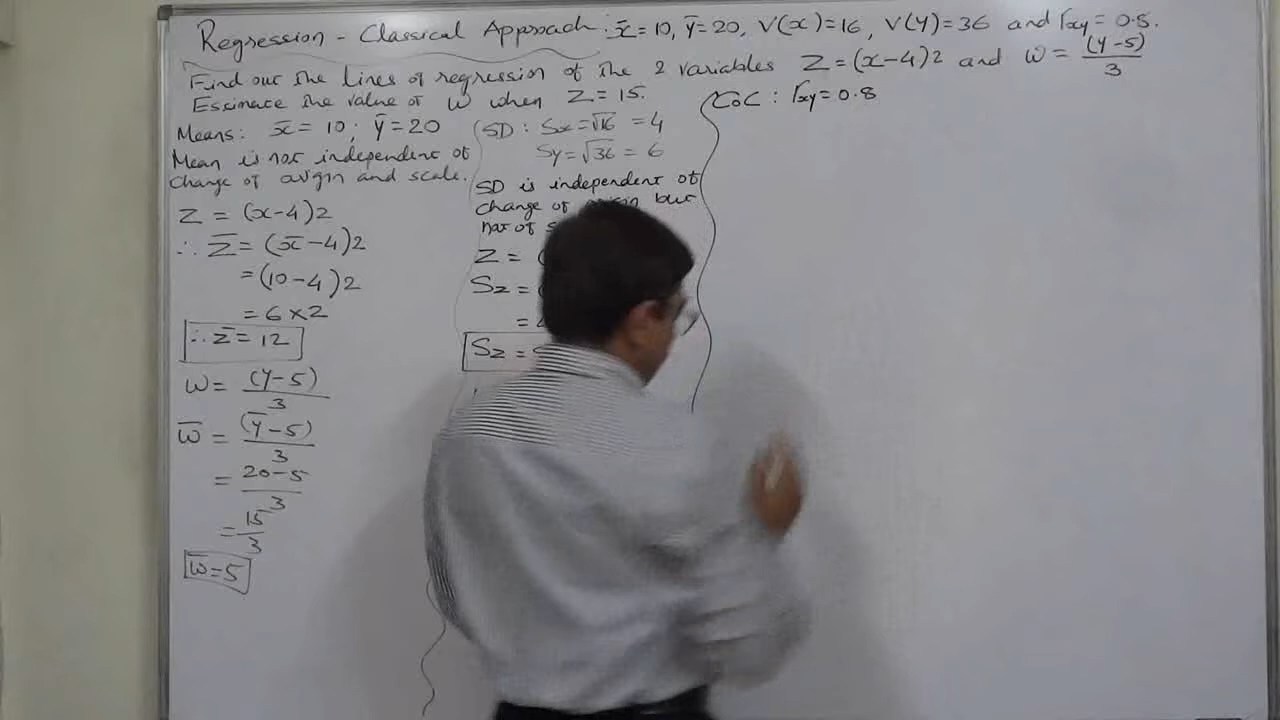 Regression - Classical Approach : x̄ = 10, ȳ = 20, V(x) = 16, V(Y) = 36 and rxy = 0.8.
Find out the lines of regression of the 2 variables Z = (x-4)2 and W = (Y-5)/3
Estimate the value of W when Z = 15.
Means: x̄ = 10; ȳ = 20
Mean is not independent of
change of origin and scale.
Z = (x-4)2
∴ Z̄ = (x̄-4)2
= (10-4)2
= 6 × 2
∴ z̄ = 12
W = (Y-5)/3
W̄ = (Ȳ-5)/3
= 20-5/3
= 15/3
W̄ = 5
SD : Sx = √16 = 4
Sy = √36 = 6
SD is independent of
change of origin but
not of
Z =
Sz =
=
Sz =
CoC : rxy = 0.8